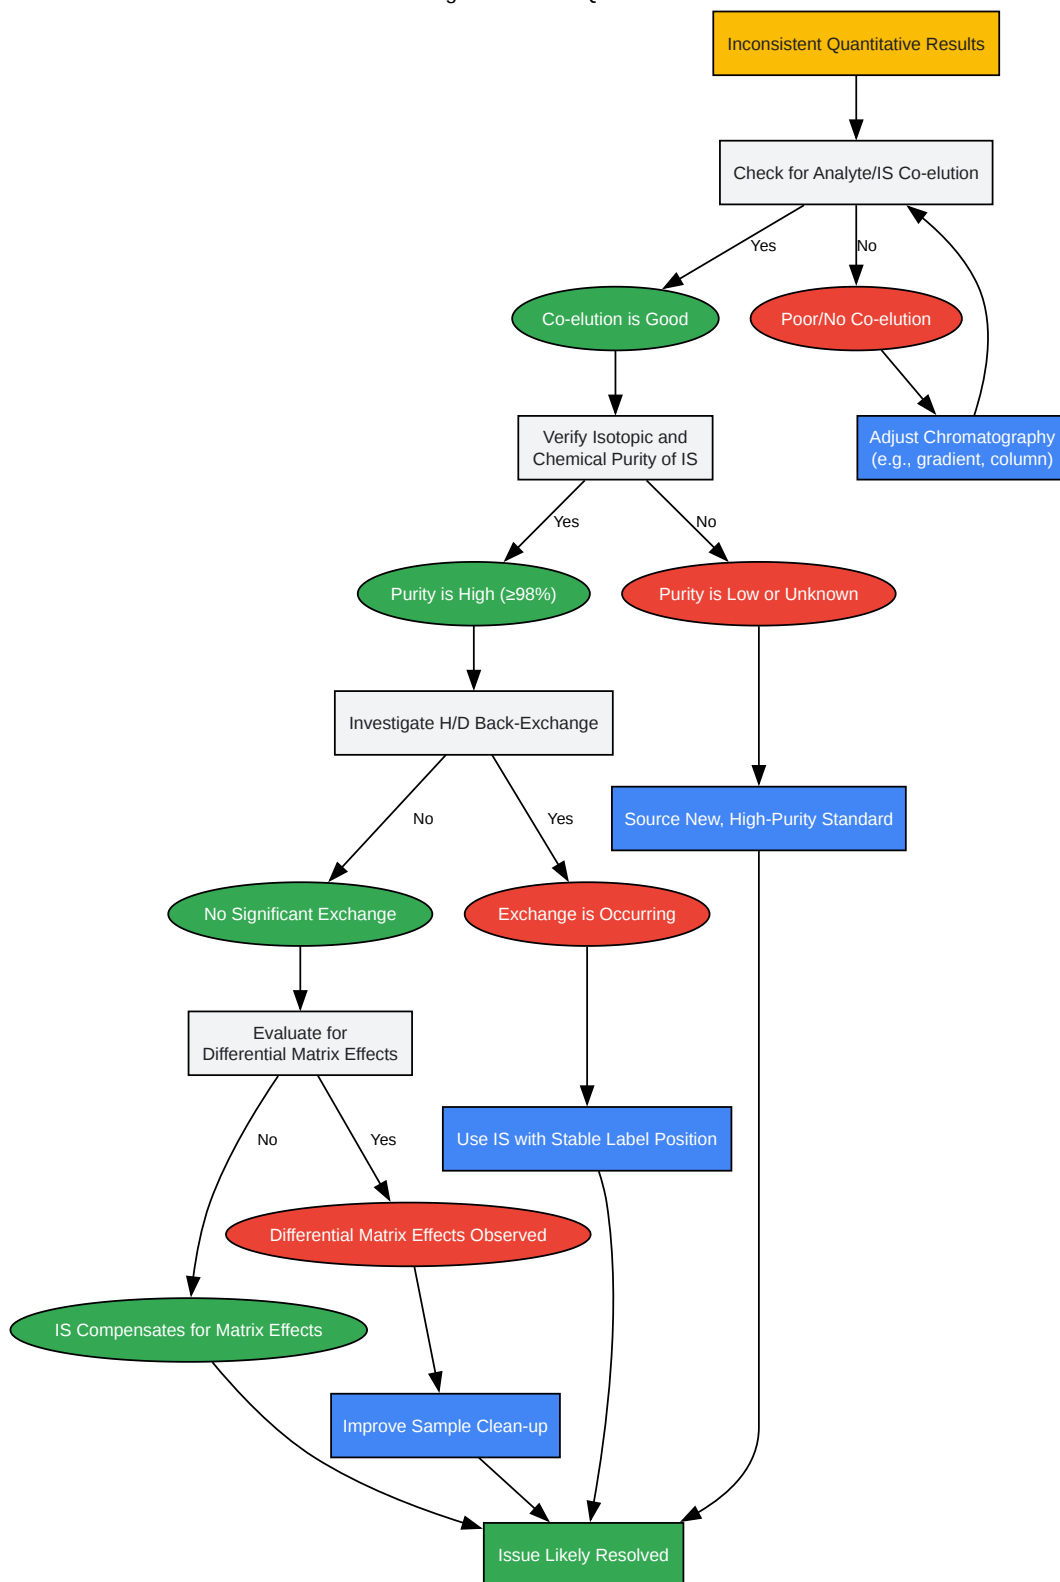 Inconsistent Quantitative Results
Check for Analyte/IS Co-elution
Yes
No
Co-elution is Good
Poor/No Co-elution
Verify Isotopic and
Chemical Purity of IS
Adjust Chromatography
(e.g., gradient, column)
Yes
No
Purity is High (≥98%)
Purity is Low or Unknown
Investigate H/D Back-Exchange
No
Yes
Source New, High-Purity Standard
No Significant Exchange
Exchange is Occurring
Evaluate for
Differential Matrix Effects
No
Yes
Use IS with Stable Label Position
Differential Matrix Effects Observed
IS Compensates for Matrix Effects
Improve Sample Clean-up
Issue Likely Resolved